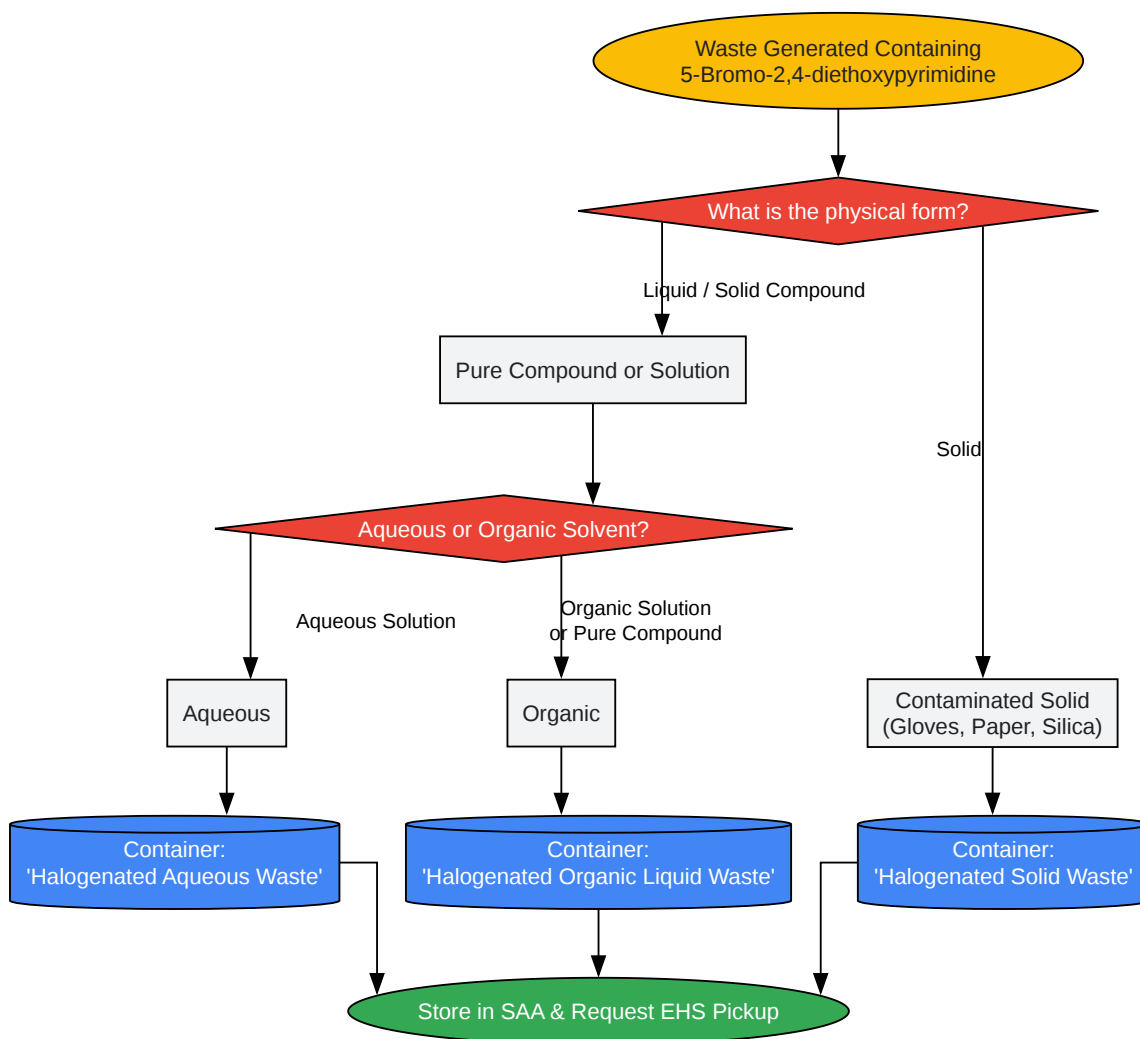 Waste Generated Containing
5-Bromo-2,4-diethoxypyrimidine
What is the physical form?
Liquid / Solid Compound
Pure Compound or Solution
Solid
Aqueous or Organic Solvent?
Aqueous Solution
Organic Solution
or Pure Compound
Aqueous
Organic
Contaminated Solid
(Gloves, Paper, Silica)
Container:
'Halogenated Aqueous Waste'
Container:
'Halogenated Organic Liquid Waste'
Container:
'Halogenated Solid Waste'
Store in SAA & Request EHS Pickup